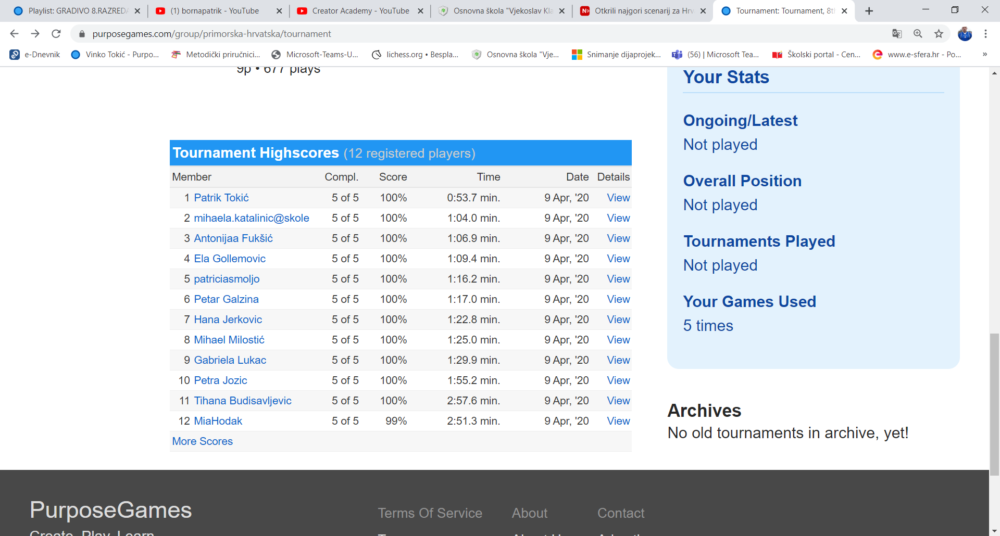 Playlist: GRADIVO 8.RAZREDA
(1) bornapatrik - YouTube
Creator Academy - YouTube
Osnovna škola "Vjekoslav Kla
Otkrili najgori scenarij za Hrv
Tournament: Tournament, 8th
purposegames.com/group/primorska-hrvatska/tournament
e-Dnevnik
Vinko Tokić - Purpo...
Metodički priručnici...
Microsoft-Teams-U...
lichess.org • Bespla...
Osnovna škola "Vje...
Snimanje dijaprojek...
(56) | Microsoft Tea...
Školski portal - Cen...
www.e-sfera.hr - Po...
»
9p • 677 plays
Tournament Highscores (12 registered players)
Member Compl. Score Time Date Details
1 Patrik Tokić 5 of 5 100% 0:53.7 min. 9 Apr, '20 View
2 mihaela.katalinic@skole 5 of 5 100% 1:04.0 min. 9 Apr, '20 View
3 Antonijaa Fukšić 5 of 5 100% 1:06.9 min. 9 Apr, '20 View
4 Ela Gollemovic 5 of 5 100% 1:09.4 min. 9 Apr, '20 View
5 patriciasmoljo 5 of 5 100% 1:16.2 min. 9 Apr, '20 View
6 Petar Galzina 5 of 5 100% 1:17.0 min. 9 Apr, '20 View
7 Hana Jerkovic 5 of 5 100% 1:22.8 min. 9 Apr, '20 View
8 Mihael Milostić 5 of 5 100% 1:25.0 min. 9 Apr, '20 View
9 Gabriela Lukac 5 of 5 100% 1:29.9 min. 9 Apr, '20 View
10 Petra Jozic 5 of 5 100% 1:55.2 min. 9 Apr, '20 View
11 Tihana Budisavljevic 5 of 5 100% 2:57.6 min. 9 Apr, '20 View
12 MiaHodak 5 of 5 99% 2:51.3 min. 9 Apr, '20 View
More Scores
Your Stats
Ongoing/Latest
Not played
Overall Position
Not played
Tournaments Played
Not played
Your Games Used
5 times
Archives
No old tournaments in archive, yet!
PurposeGames
Create. Play. Learn.
Terms Of Service
About
Contact